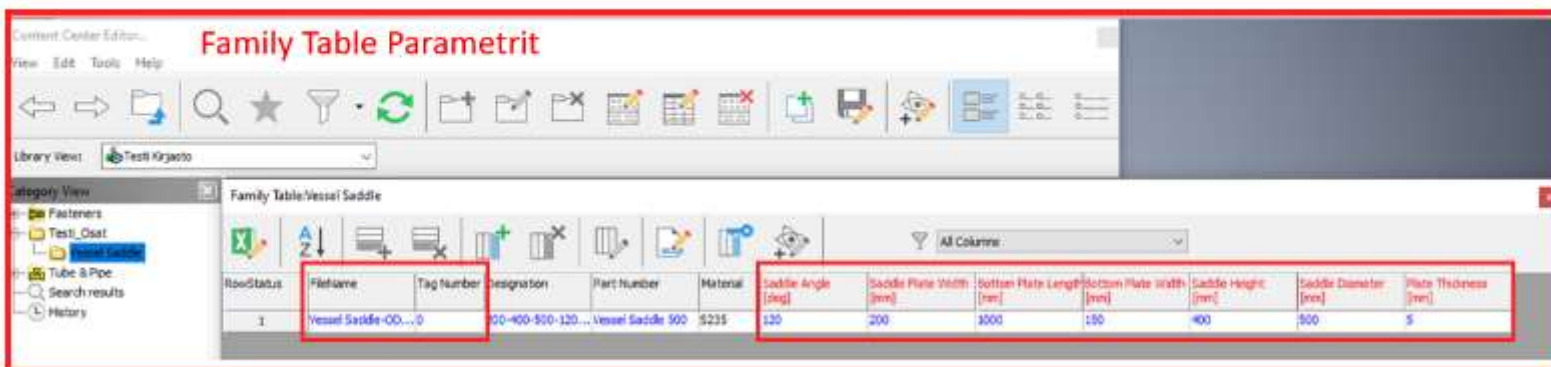 Content Center Editor...
Family Table Parametrit
View Edit Tools Help
Library View: Testi Kirjasto
Category View
Fasteners
Testi_Osat
Vessel Saddle
Tube & Pipe
Search results
History
Family Table:Vessel Saddle
All Columns
RowStatus FileName Tag Number Designation Part Number Material Saddle Angle [deg] Saddle Plate Width [mm] Bottom Plate Length [mm] Bottom Plate Width [mm] Saddle Height [mm] Saddle Diameter [mm] Plate Thickness [mm]
1 Vessel Saddle-OD... 0 200-400-500-120... Vessel Saddle 500 S235 120 200 1000 150 400 500 5